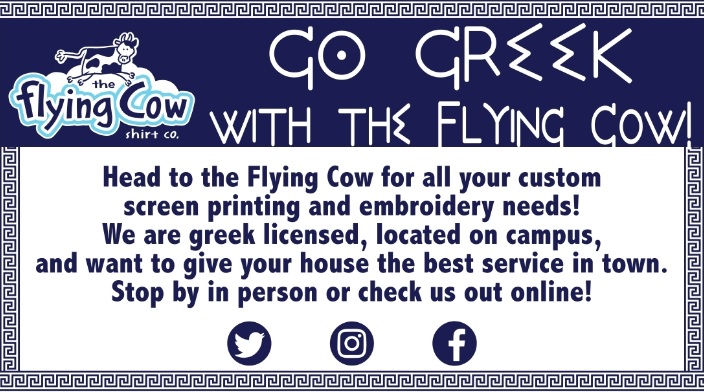 the
flying Cow
shirt co.
GO GREEK
WITH THE FLYING COW!
Head to the Flying Cow for all your custom
screen printing and embroidery needs!
We are greek licensed, located on campus,
and want to give your house the best service in town.
Stop by in person or check us out online!